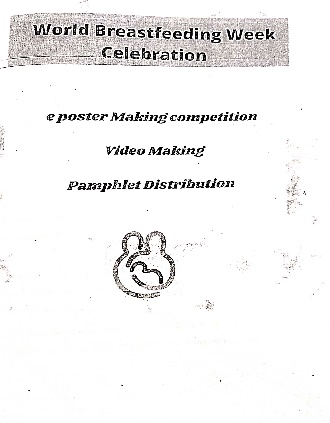 World Breastfeeding Week
Celebration
e poster Making competition
Video Making
Pamphlet Distribution